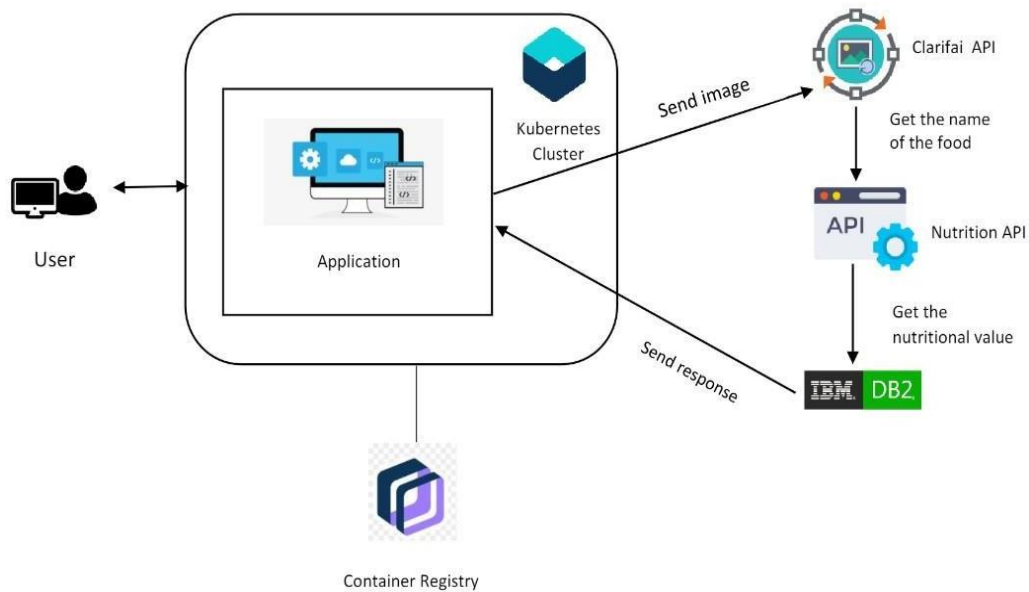 Clarifai API
Send image
Kubernetes
Cluster
Get the name
of the food
</>
</>
</>
API
Nutrition API
User
Application
Get the
nutritional value
Send response
IBM DB2
Container Registry